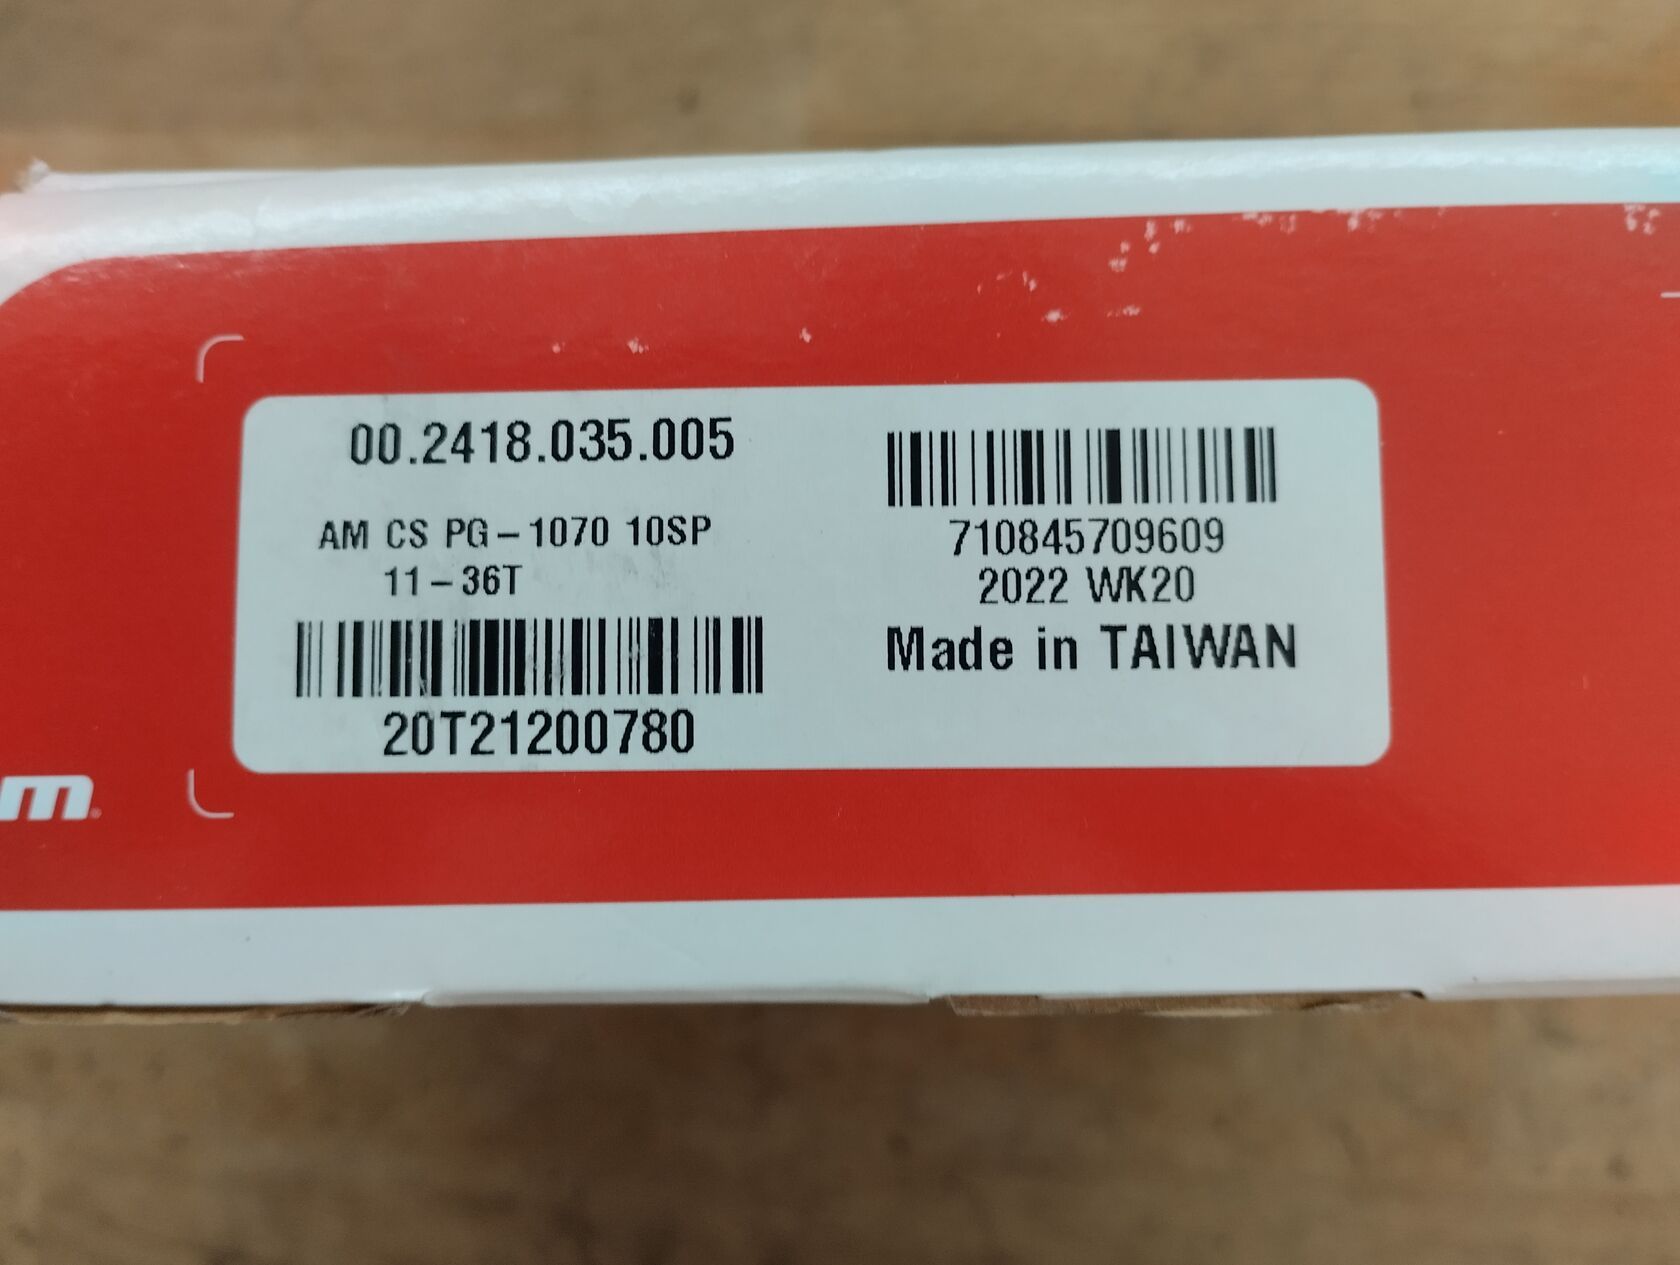 00.2418.035.005
AM CS PG-1070 10SP
11-36T
20T21200780
710845709609
2022 WK20
Made in TAIWAN
m